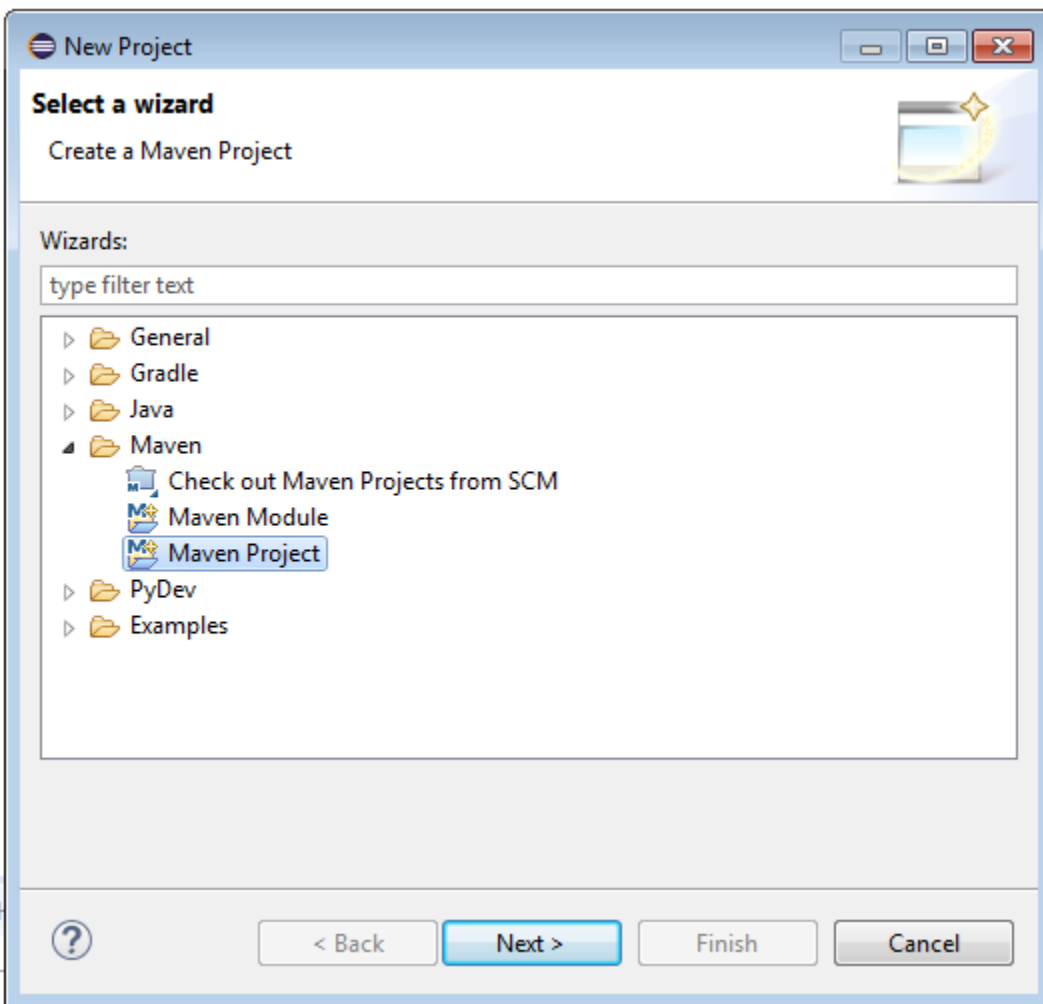 New Project
Select a wizard
Create a Maven Project
Wizards:
type filter text
General
Gradle
Java
Maven
Check out Maven Projects from SCM
Maven Module
Maven Project
PyDev
Examples
< Back Next > Finish Cancel